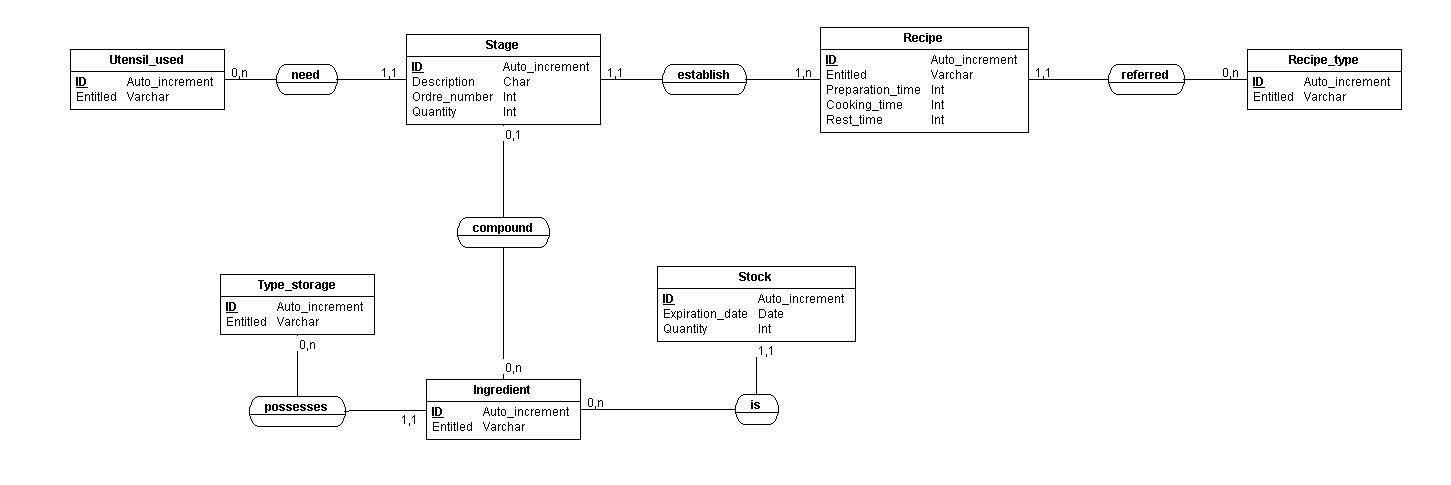 Utensil_used
ID Auto_increment
Entitled Varchar
0,n
need
1,1
Stage
ID Auto_increment
Description Char
Ordre_number Int
Quantity Int
1,1
establish
1,n
Recipe
ID Auto_increment
Entitled Varchar
Preparation_time Int
Cooking_time Int
Rest_time Int
1,1
referred
0,n
Recipe_type
ID Auto_increment
Entitled Varchar
0,1
compound
0,n
Type_storage
ID Auto_increment
Entitled Varchar
0,n
possesses
1,1
Stock
ID Auto_increment
Expiration_date Date
Quantity Int
1,1
is
0,n
Ingredient
ID Auto_increment
Entitled Varchar